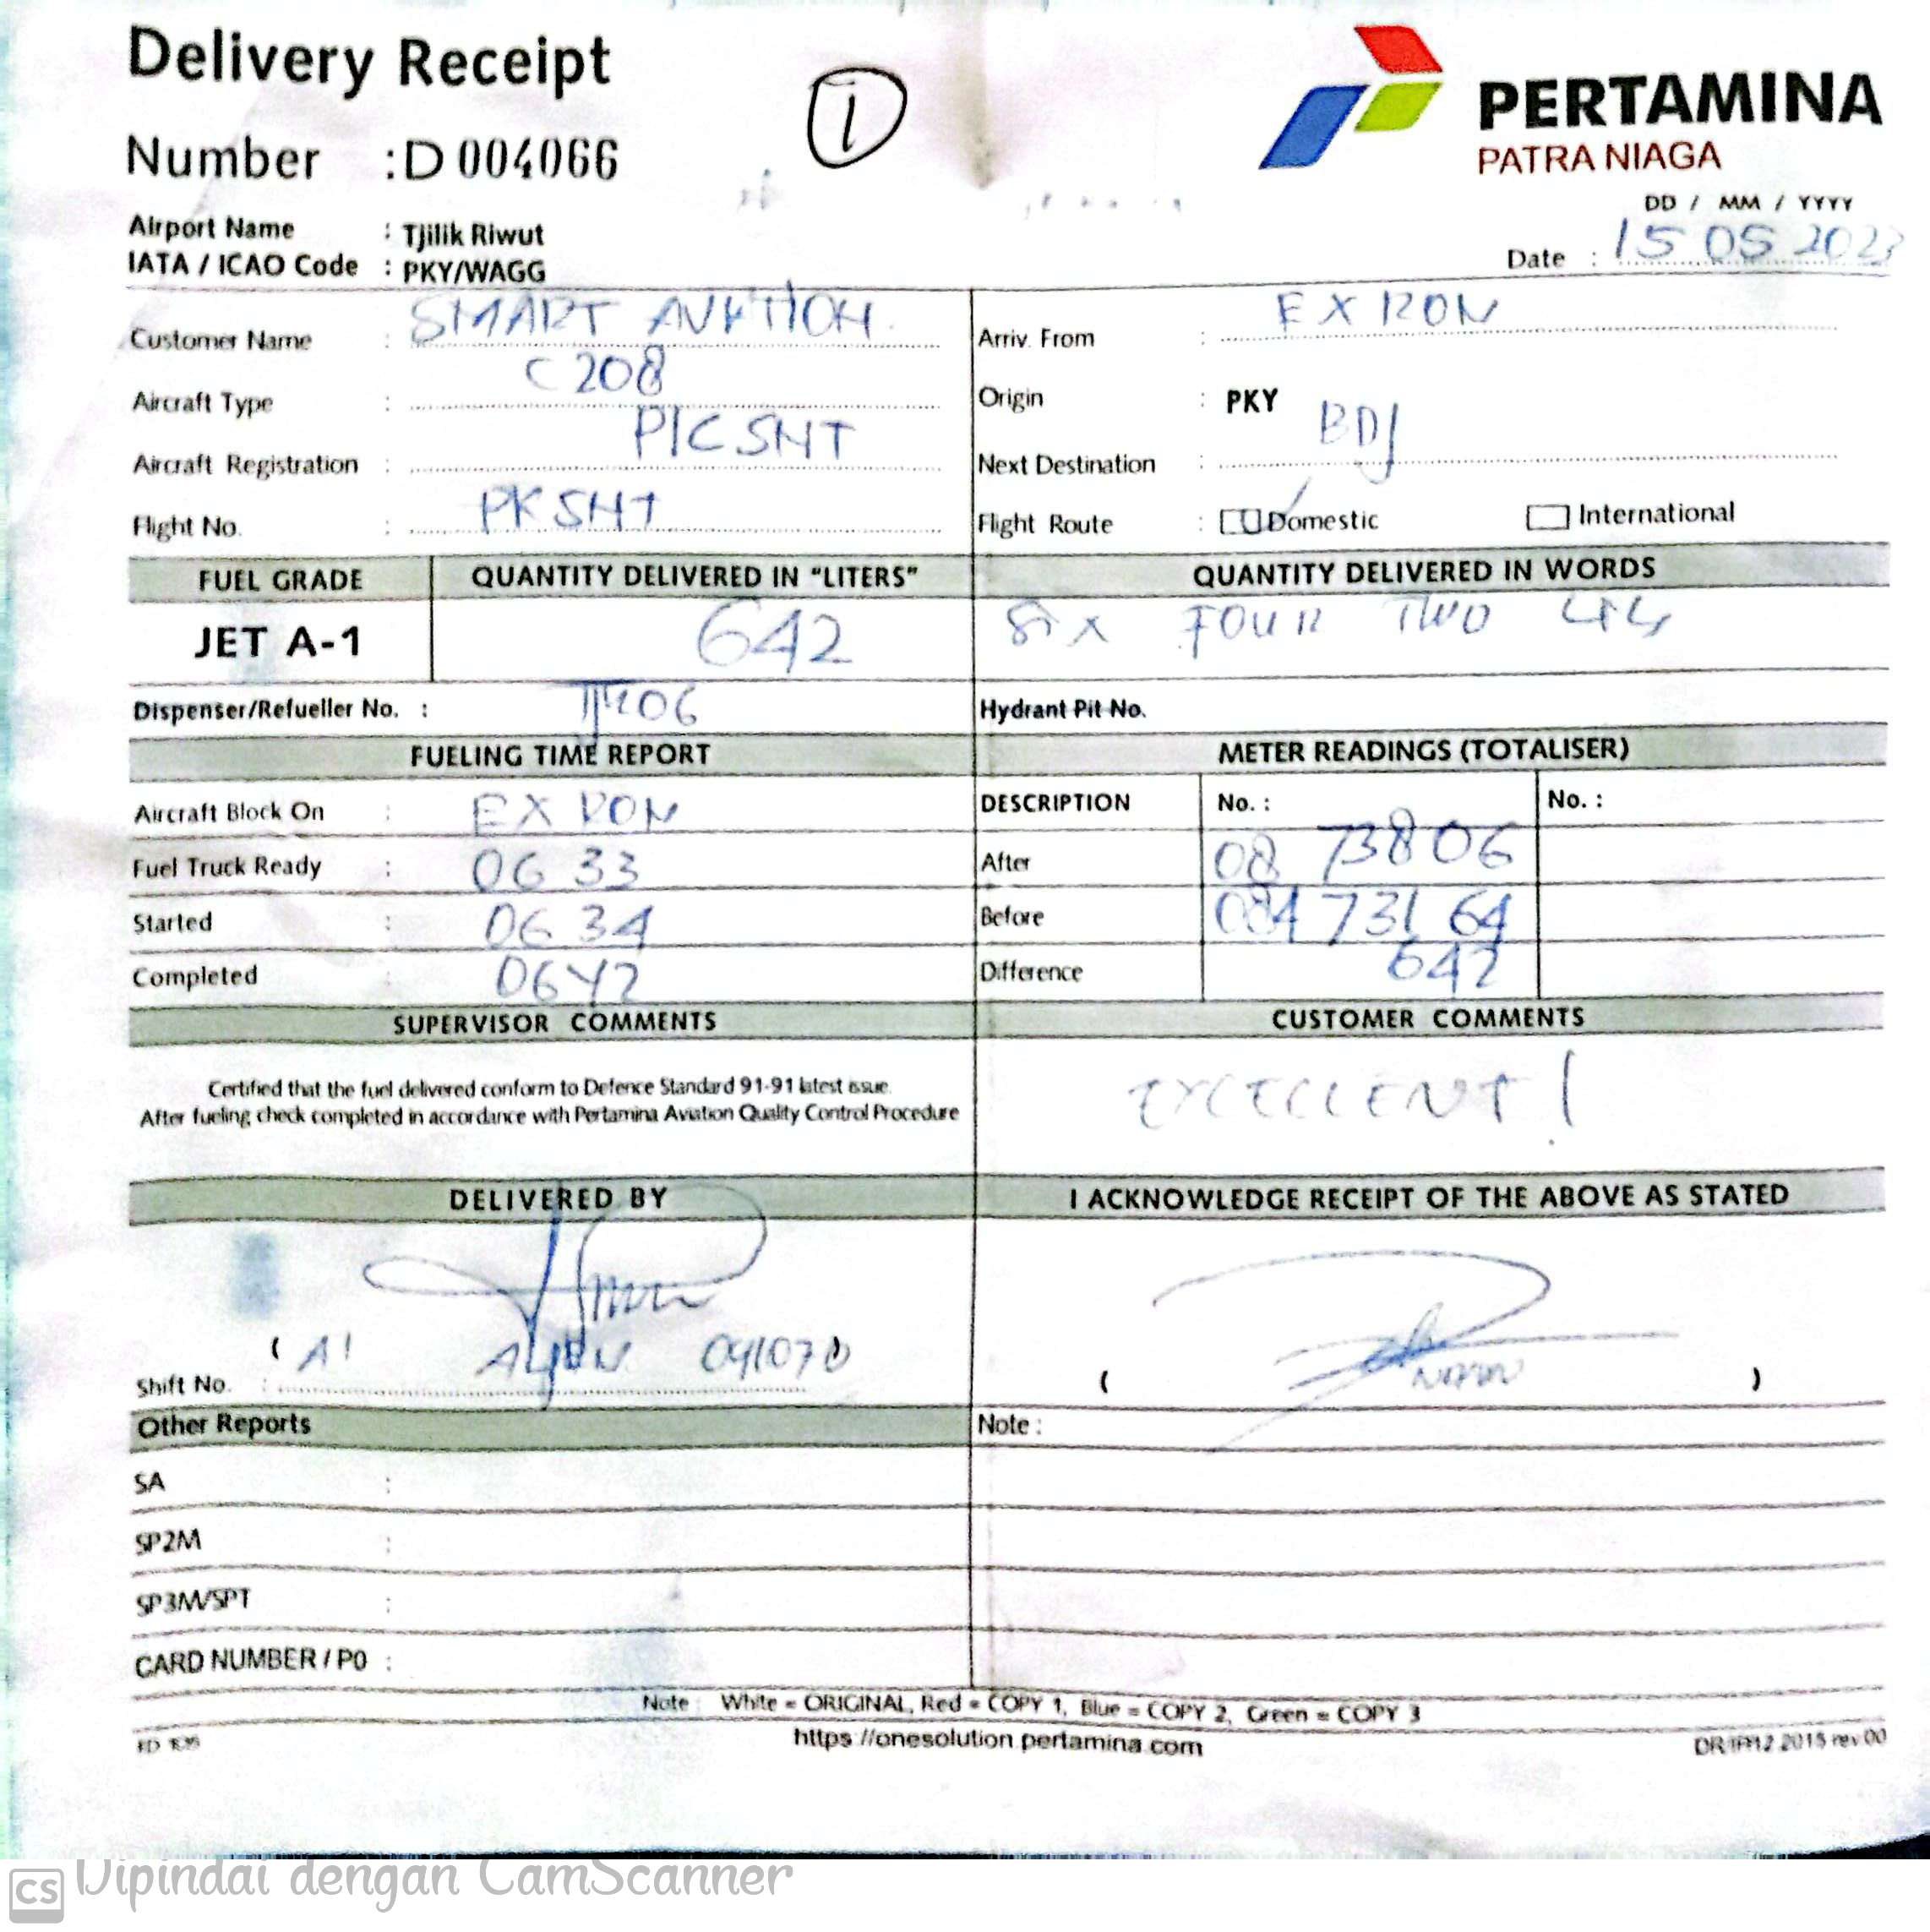 Delivery Receipt
1
PERTAMINA
PATRA NIAGA
Number : D 004066
DD / MM / YYYY
Airport Name : Tjilik Riwut
Date : 15 05 2023
IATA / ICAO Code : PKY/WAGG
Customer Name : SMART AVIATION
Arriv. From : EX RON
Aircraft Type : C208
Origin : PKY
Aircraft Registration : PK SNT
Next Destination : BDJ
Flight No. : PK SNT
Flight Route : Domestic International
FUEL GRADE QUANTITY DELIVERED IN "LITERS" QUANTITY DELIVERED IN WORDS
JET A-1 642 SIX FOUR TWO
Dispenser/Refueller No. : 06
Hydrant Pit No.
FUELING TIME REPORT METER READINGS (TOTALISER)
Aircraft Block On : EX RON
DESCRIPTION No. : No. :
Fuel Truck Ready : 06 33
After 08 73806
Started : 06 34
Before 084 731 64
Completed : 0642
Difference 642
SUPERVISOR COMMENTS CUSTOMER COMMENTS
Certified that the fuel delivered conform to Defence Standard 91-91 latest issue.
After fueling check completed in accordance with Pertamina Aviation Quality Control Procedure
EXCELLENT !
DELIVERED BY I ACKNOWLEDGE RECEIPT OF THE ABOVE AS STATED
Shift No. :
( )
Other Reports Note :
SA :
SP2M :
SP3M/SPT :
CARD NUMBER / PO :
Note : White = ORIGINAL, Red = COPY 1, Blue = COPY 2, Green = COPY 3
https://onesolution.pertamina.com
CS Dipindai dengan CamScanner